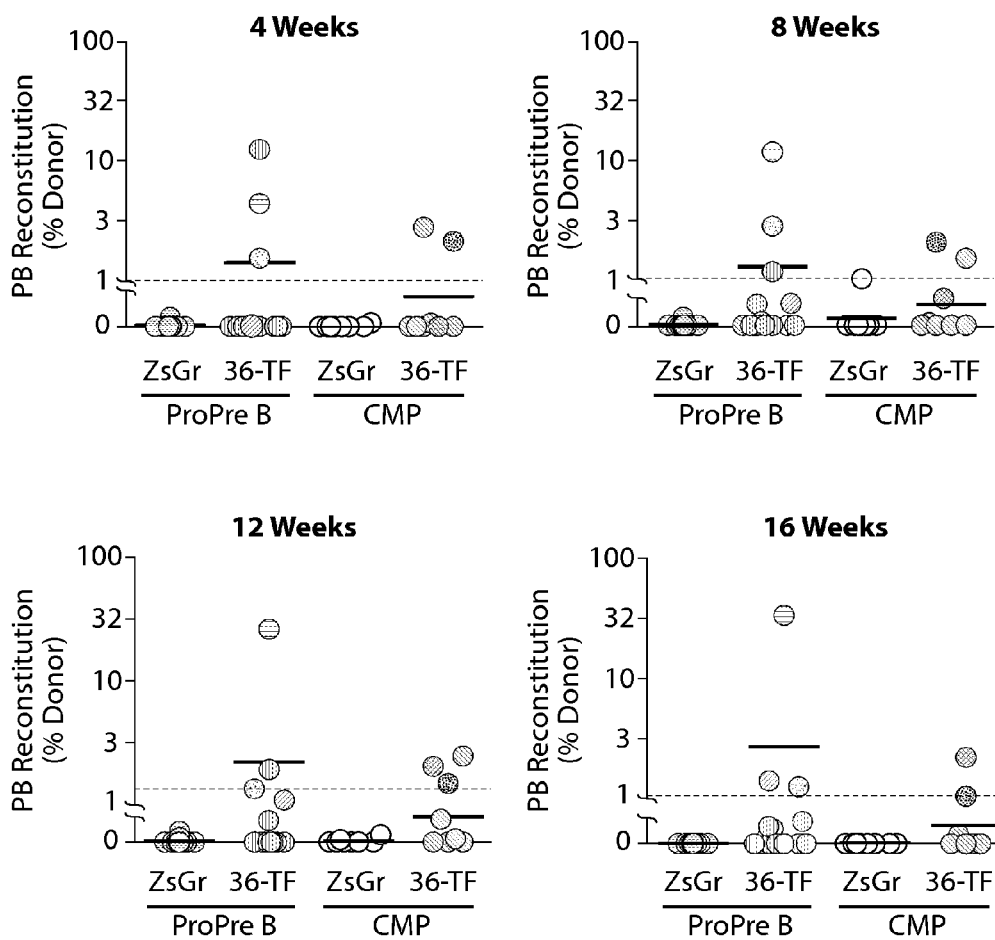 4 Weeks
PB Reconstitution
(% Donor)
100
32
10
3
1
0
ZsGr 36-TF ZsGr 36-TF
ProPre B CMP
8 Weeks
PB Reconstitution
(% Donor)
100
32
10
3
1
0
ZsGr 36-TF ZsGr 36-TF
ProPre B CMP
12 Weeks
PB Reconstitution
(% Donor)
100
32
10
3
1
0
ZsGr 36-TF ZsGr 36-TF
ProPre B CMP
16 Weeks
PB Reconstitution
(% Donor)
100
32
10
3
1
0
ZsGr 36-TF ZsGr 36-TF
ProPre B CMP